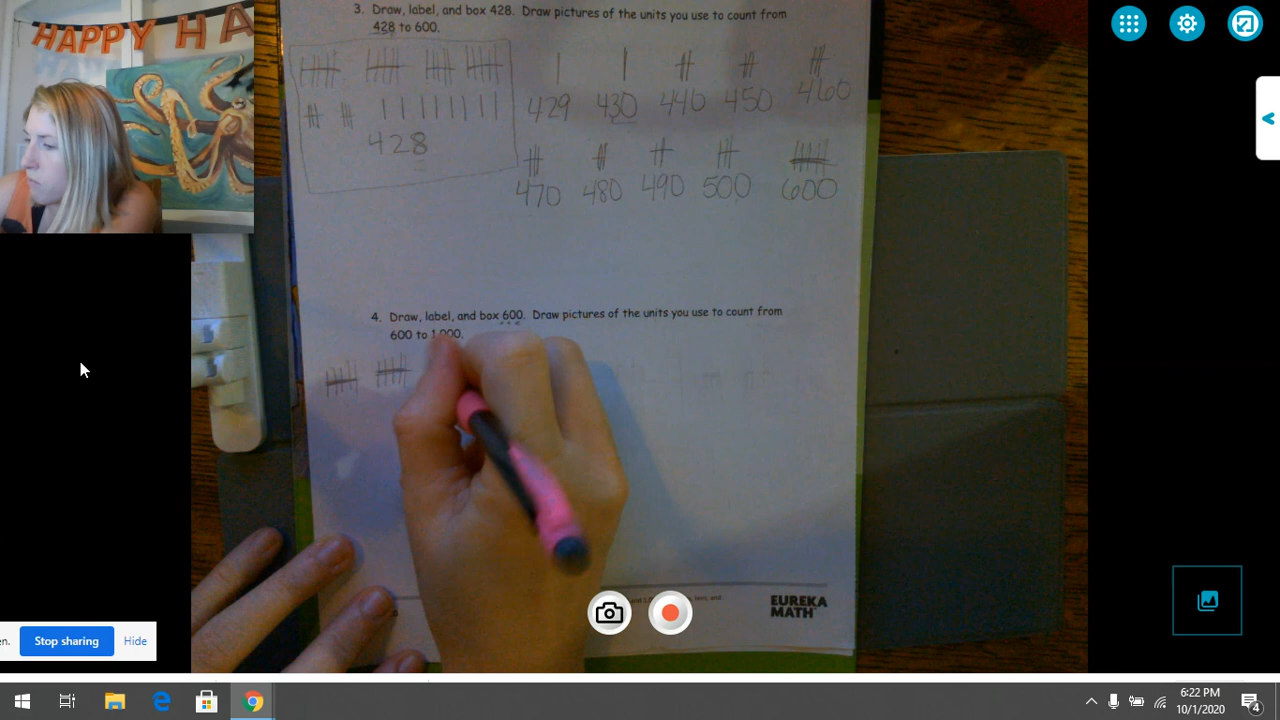 HAPPY HA
3. Draw, label, and box 428. Draw pictures of the units you use to count from
428 to 600.
429 430 440 450 460
428
470 480 490 500 600
4. Draw, label, and box 600. Draw pictures of the units you use to count from
600 to 1,000.
EUREKA
MATH
en.
Stop sharing
Hide
6:22 PM
10/1/2020
4